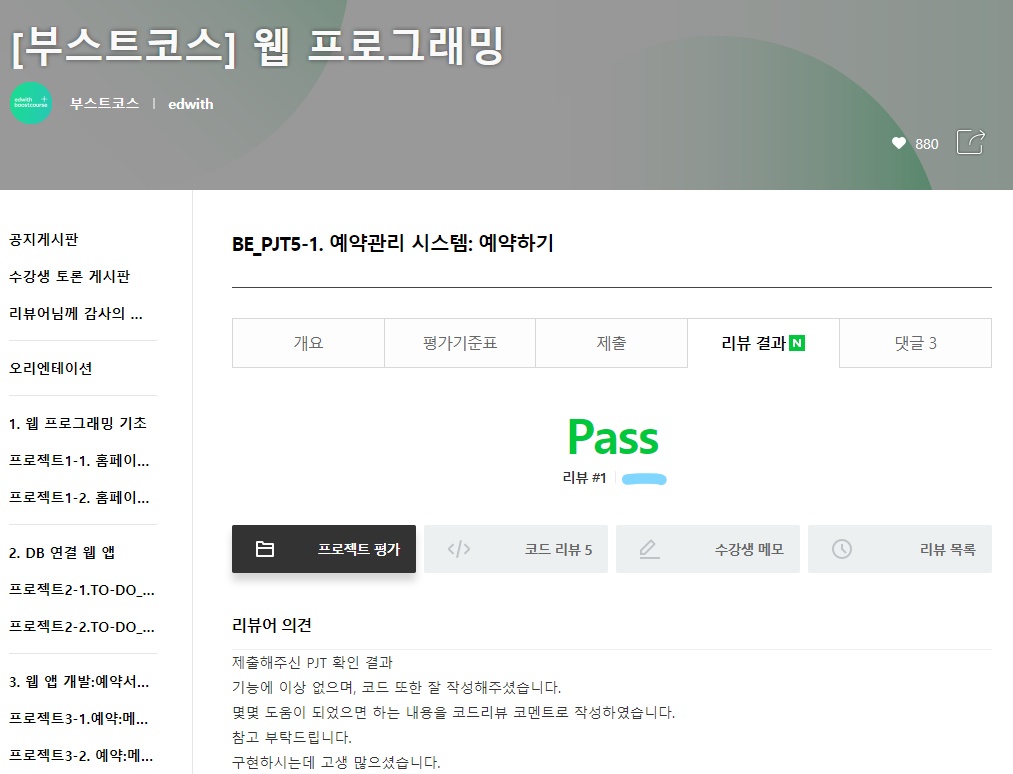 [부스트코스] 웹 프로그래밍
edwith
boostcourse
부스트코스 | edwith
880
공지게시판
수강생 토론 게시판
리뷰어님께 감사의 ...
오리엔테이션
1. 웹 프로그래밍 기초
프로젝트1-1. 홈페이...
프로젝트1-2. 홈페이...
2. DB 연결 웹 앱
프로젝트2-1.TO-DO_...
프로젝트2-2.TO-DO_...
3. 웹 앱 개발:예약서...
프로젝트3-1.예약:메...
프로젝트3-2. 예약:메...
BE_PJT5-1. 예약관리 시스템: 예약하기
개요 평가기준표 제출 리뷰 결과 N 댓글 3
Pass
리뷰 #1
프로젝트 평가 </> 코드 리뷰 5 수강생 메모 리뷰 목록
리뷰어 의견
제출해주신 PJT 확인 결과
기능에 이상 없으며, 코드 또한 잘 작성해주셨습니다.
몇몇 도움이 되었으면 하는 내용을 코드리뷰 코멘트로 작성하였습니다.
참고 부탁드립니다.
구현하시는데 고생 많으셨습니다.